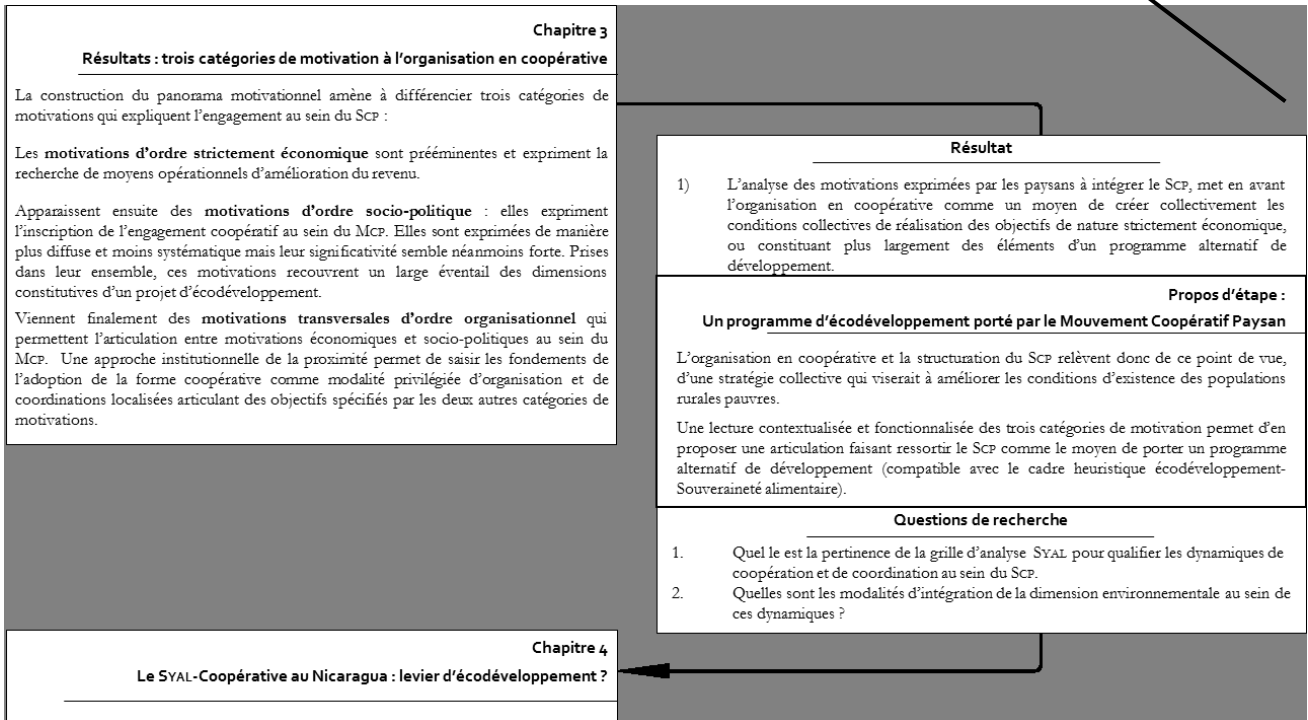 Chapitre 3
Résultats : trois catégories de motivation à l'organisation en coopérative
La construction du panorama motivationnel amène à différencier trois catégories de
motivations qui expliquent l'engagement au sein du SCP :
Les motivations d'ordre strictement économique sont prééminentes et expriment la
recherche de moyens opérationnels d'amélioration du revenu.
Apparaissent ensuite des motivations d'ordre socio-politique : elles expriment
l'inscription de l'engagement coopératif au sein du MCP. Elles sont exprimées de manière
plus diffuse et moins systématique mais leur significativité semble néanmoins forte. Prises
dans leur ensemble, ces motivations recouvrent un large éventail des dimensions
constitutives d'un projet d'écodéveloppement.
Viennent finalement des motivations transversales d'ordre organisationnel qui
permettent l'articulation entre motivations économiques et socio-politiques au sein du
MCP. Une approche institutionnelle de la proximité permet de saisir les fondements de
l'adoption de la forme coopérative comme modalité privilégiée d'organisation et de
coordinations localisées articulant des objectifs spécifiés par les deux autres catégories de
motivations.
Résultat
1) L'analyse des motivations exprimées par les paysans à intégrer le SCP, met en avant
l'organisation en coopérative comme un moyen de créer collectivement les
conditions collectives de réalisation des objectifs de nature strictement économique,
ou constituant plus largement des éléments d'un programme alternatif de
développement.
Propos d'étape :
Un programme d'écodéveloppement porté par le Mouvement Coopératif Paysan
L'organisation en coopérative et la structuration du SCP relèvent donc de ce point de vue,
d'une stratégie collective qui viserait à améliorer les conditions d'existence des populations
rurales pauvres.
Une lecture contextualisée et fonctionnalisée des trois catégories de motivation permet d'en
proposer une articulation faisant ressortir le SCP comme le moyen de porter un programme
alternatif de développement (compatible avec le cadre heuristique écodéveloppement-
Souveraineté alimentaire).
Questions de recherche
1. Quel le est la pertinence de la grille d'analyse SYAL pour qualifier les dynamiques de
coopération et de coordination au sein du SCP.
2. Quelles sont les modalités d'intégration de la dimension environnementale au sein de
ces dynamiques ?
Chapitre 4
Le SYAL-Coopérative au Nicaragua : levier d'écodéveloppement ?